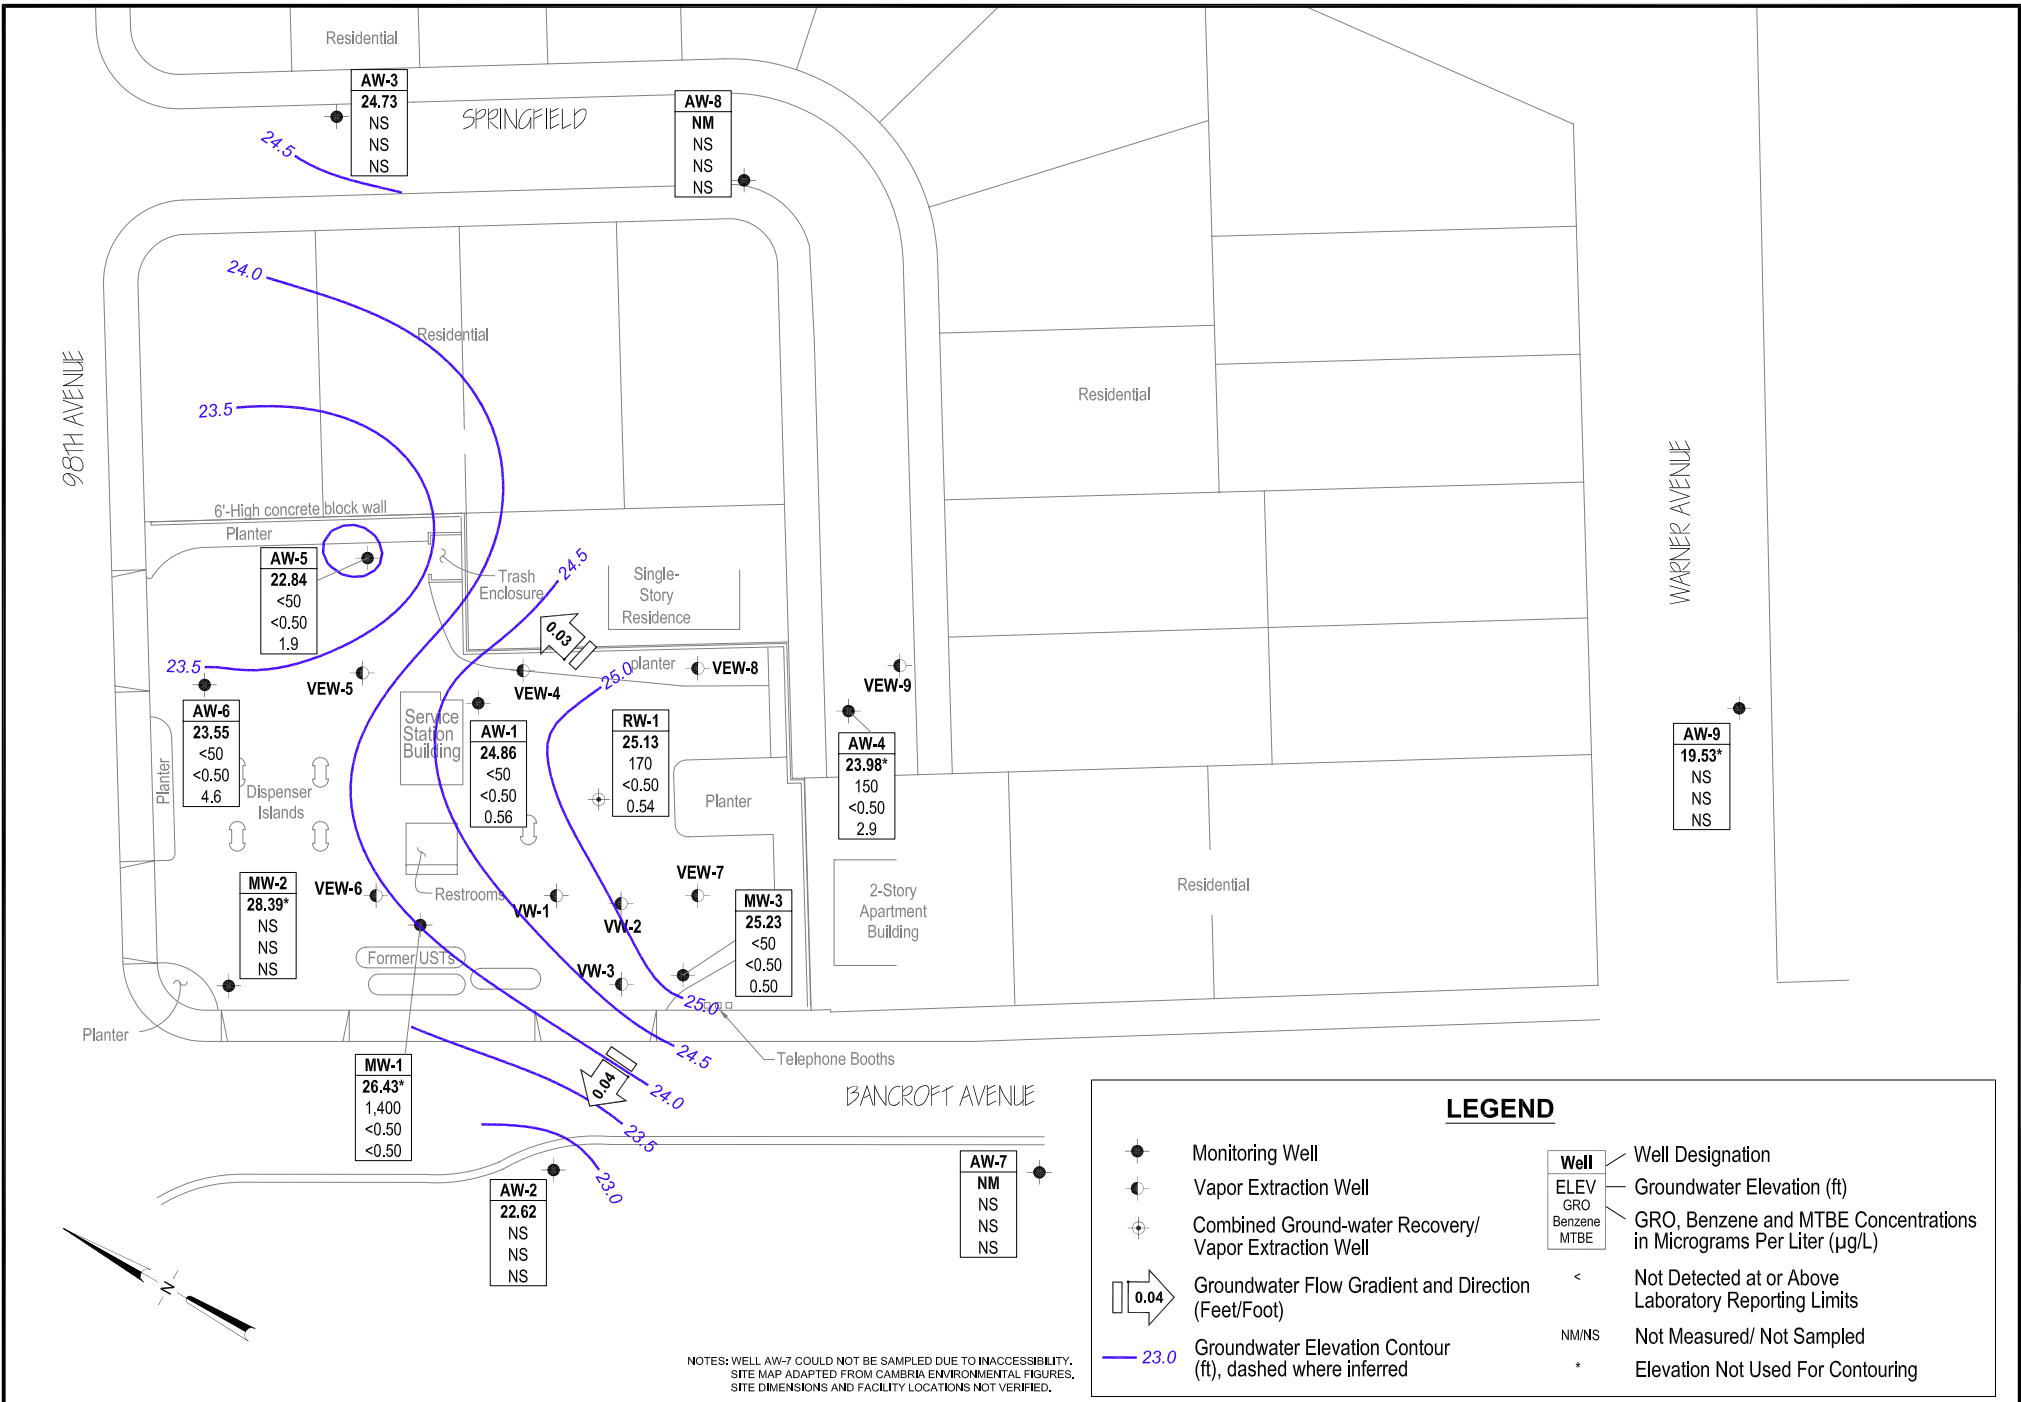 Residential
AW-3
24.73
NS
NS
NS
SPRINGFIELD
AW-8
NM
NS
NS
NS
24.5
24.0
Residential
23.5
98TH AVENUE
Residential
WARNER AVENUE
6'-High concrete block wall
Planter
AW-5
22.84
<50
<0.50
1.9
Trash
Enclosure
24.5
Single-
Story
Residence
0.03
planter
25.0
23.5
VEW-5
VEW-4
VEW-8
VEW-9
AW-6
23.55
<50
<0.50
4.6
Service
Station
Building
AW-1
24.86
<50
<0.50
0.56
RW-1
25.13
170
<0.50
0.54
AW-4
23.98*
150
<0.50
2.9
AW-9
19.53*
NS
NS
NS
Planter
Dispenser
Islands
Planter
MW-2
28.39*
NS
NS
NS
VEW-6
Restrooms
VW-1
VW-2
VEW-7
MW-3
25.23
<50
<0.50
0.50
2-Story
Apartment
Building
Residential
Former USTs
VW-3
25.0
Planter
24.5
Telephone Booths
MW-1
26.43*
1,400
<0.50
<0.50
0.04
24.0
BANCROFT AVENUE
23.5
23.0
AW-2
22.62
NS
NS
NS
AW-7
NM
NS
NS
NS
N
LEGEND
Monitoring Well
Vapor Extraction Well
Combined Ground-water Recovery/
Vapor Extraction Well
0.04
Groundwater Flow Gradient and Direction
(Feet/Foot)
23.0
Groundwater Elevation Contour
(ft), dashed where inferred
Well
ELEV
GRO
Benzene
MTBE
Well Designation
Groundwater Elevation (ft)
GRO, Benzene and MTBE Concentrations
in Micrograms Per Liter (µg/L)
< Not Detected at or Above
Laboratory Reporting Limits
NM/NS Not Measured/ Not Sampled
* Elevation Not Used For Contouring
NOTES: WELL AW-7 COULD NOT BE SAMPLED DUE TO INACCESSIBILITY.
SITE MAP ADAPTED FROM CAMBRIA ENVIRONMENTAL FIGURES.
SITE DIMENSIONS AND FACILITY LOCATIONS NOT VERIFIED.